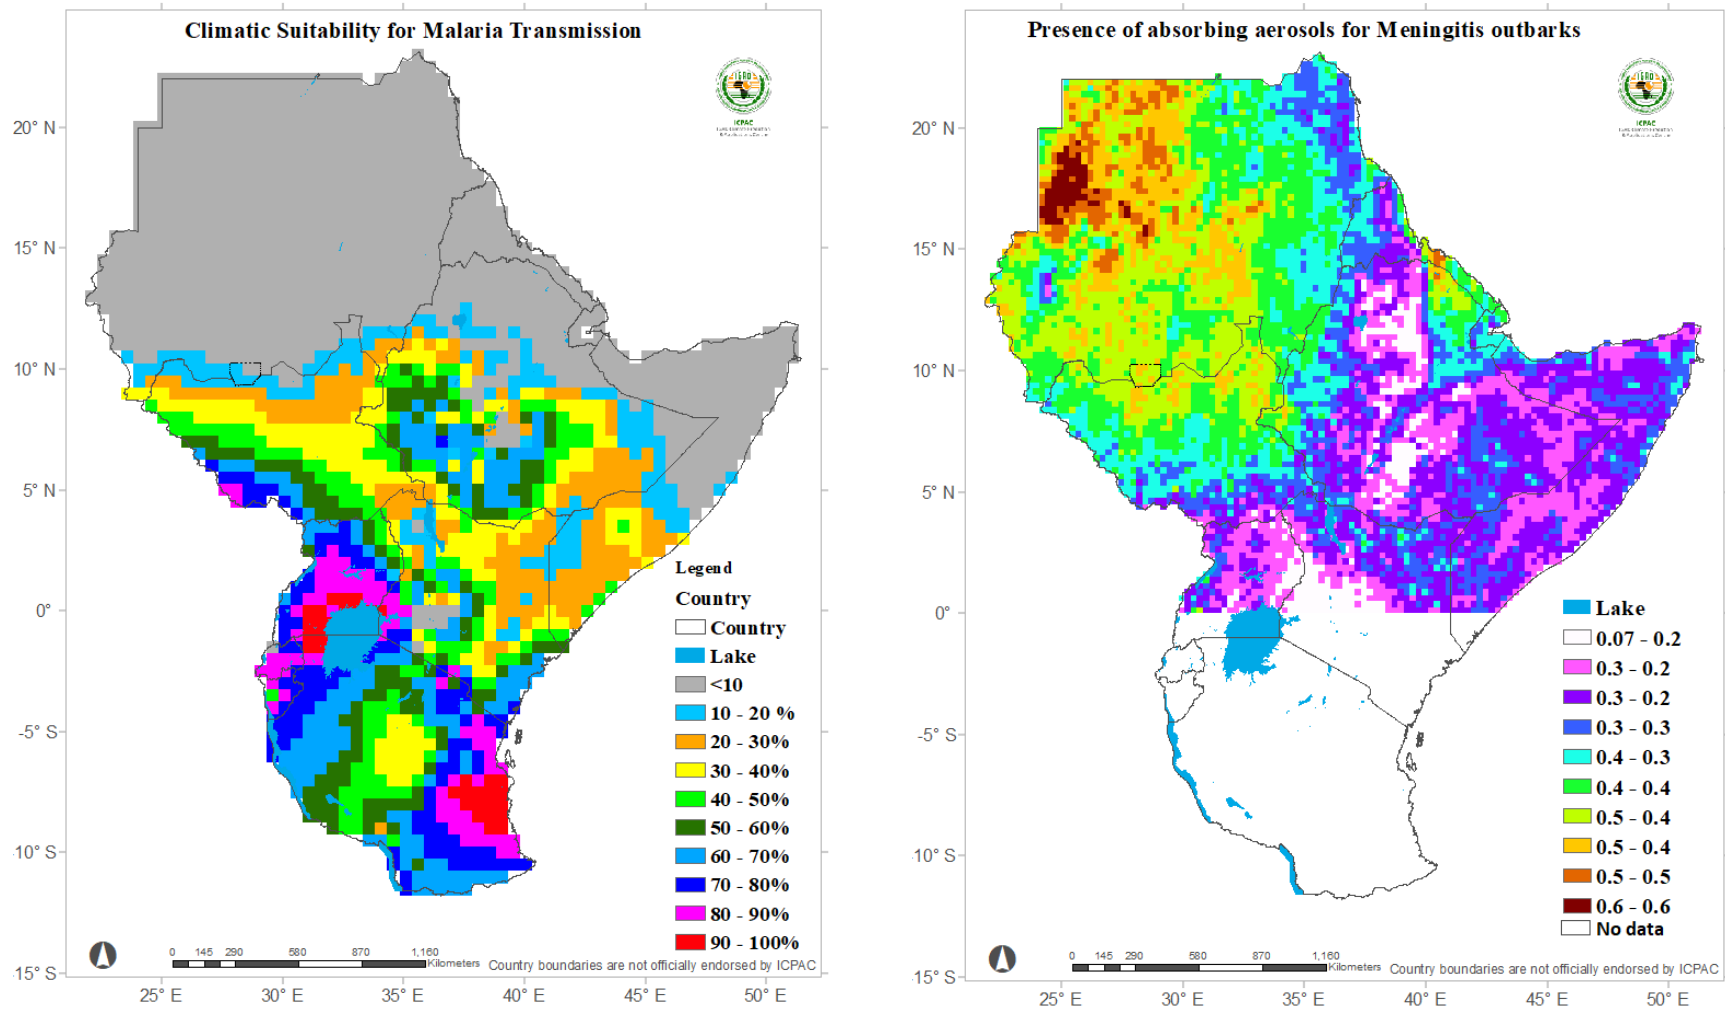 Climatic Suitability for Malaria Transmission
IGAD
ICPAC
20° N
15° N
10° N
5° N
0°
-5° S
10° S
15° S
Legend
Country
Country
Lake
<10
10 - 20 %
20 - 30%
30 - 40%
40 - 50%
50 - 60%
60 - 70%
70 - 80%
80 - 90%
90 - 100%
0 145 290 580 870 1,160
Kilometers
Country boundaries are not officially endorsed by ICPAC
25° E 30° E 35° E 40° E 45° E 50° E
Presence of absorbing aerosols for Meningitis outbarks
IGAD
ICPAC
20° N
15° N
10° N
5° N
0°
-5° S
10° S
15° S
Lake
0.07 - 0.2
0.3 - 0.2
0.3 - 0.2
0.3 - 0.3
0.4 - 0.3
0.4 - 0.4
0.5 - 0.4
0.5 - 0.4
0.5 - 0.5
0.6 - 0.6
No data
0 145 290 580 870 1,160
Kilometers
Country boundaries are not officially endorsed by ICPAC
25° E 30° E 35° E 40° E 45° E 50° E